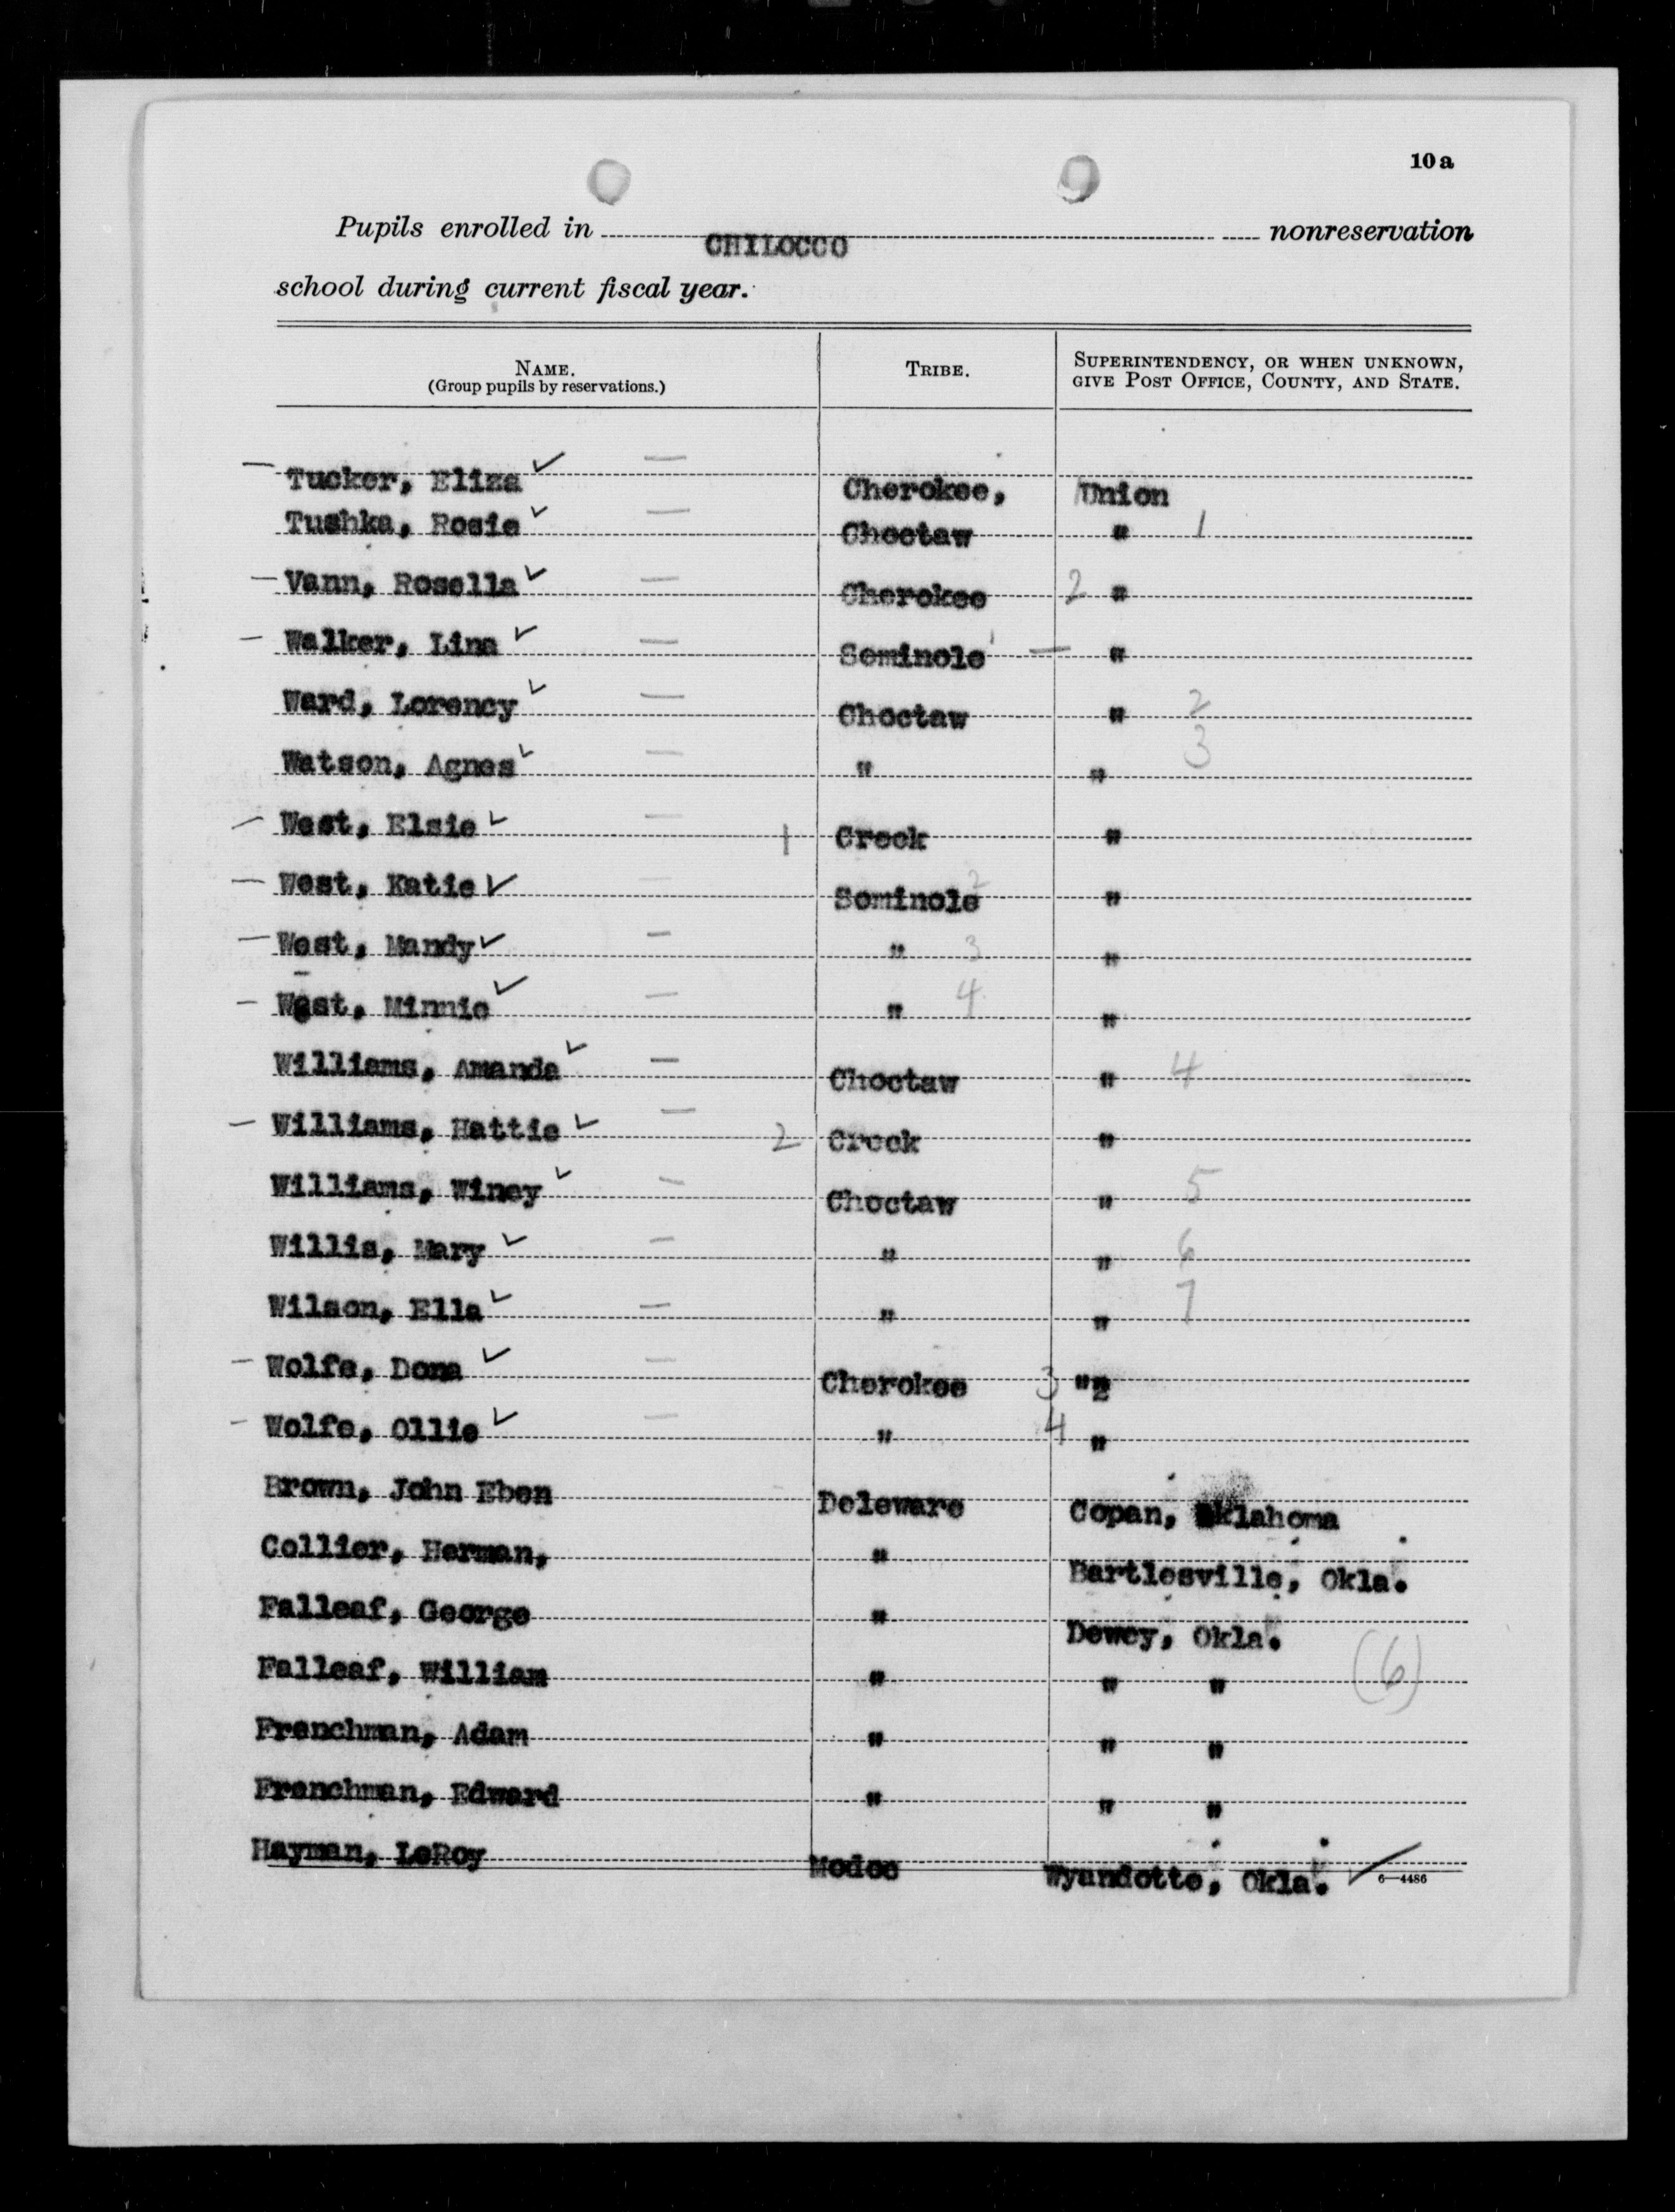 10a
Pupils enrolled in CHILOCCO nonreservation
school during current fiscal year.
NAME. TRIBE. SUPERINTENDENCY, OR WHEN UNKNOWN,
(Group pupils by reservations.) GIVE POST OFFICE, COUNTY, AND STATE.
— Tucker, Eliza ✓ — Cherokee, Union
Tushka, Rosie ✓ — Choctaw " 1
— Vann, Rosella ✓ — Cherokee 2 "
— Walker, Lina ✓ — Seminole 1 — "
Ward, Lorency ✓ — Choctaw " 2
Watson, Agnes ✓ — " " 3
— West, Elsie ✓ — 1 Creek "
— West, Katie ✓ — Seminole 2 "
— West, Mandy ✓ — " 3 "
— West, Minnie ✓ — " 4 "
Williams, Amanda ✓ — Choctaw " 4
— Williams, Hattie ✓ — 2 Creek "
Williams, Winey ✓ — Choctaw " 5
Willis, Mary ✓ — " " 6
Wilson, Ella ✓ — " " 7
— Wolfe, Dona ✓ — Cherokee 3 "
— Wolfe, Ollie ✓ — " 4 "
Brown, John Eben Deleware Copan, Oklahoma
Collier, Herman, " Bartlesville, Okla.
Falleaf, George " Dewey, Okla.
Falleaf, William " " " (6)
Frenchman, Adam " " "
Frenchman, Edward " " "
Hayman, LeRoy Modoc Wyandotte, Okla.
6—4486